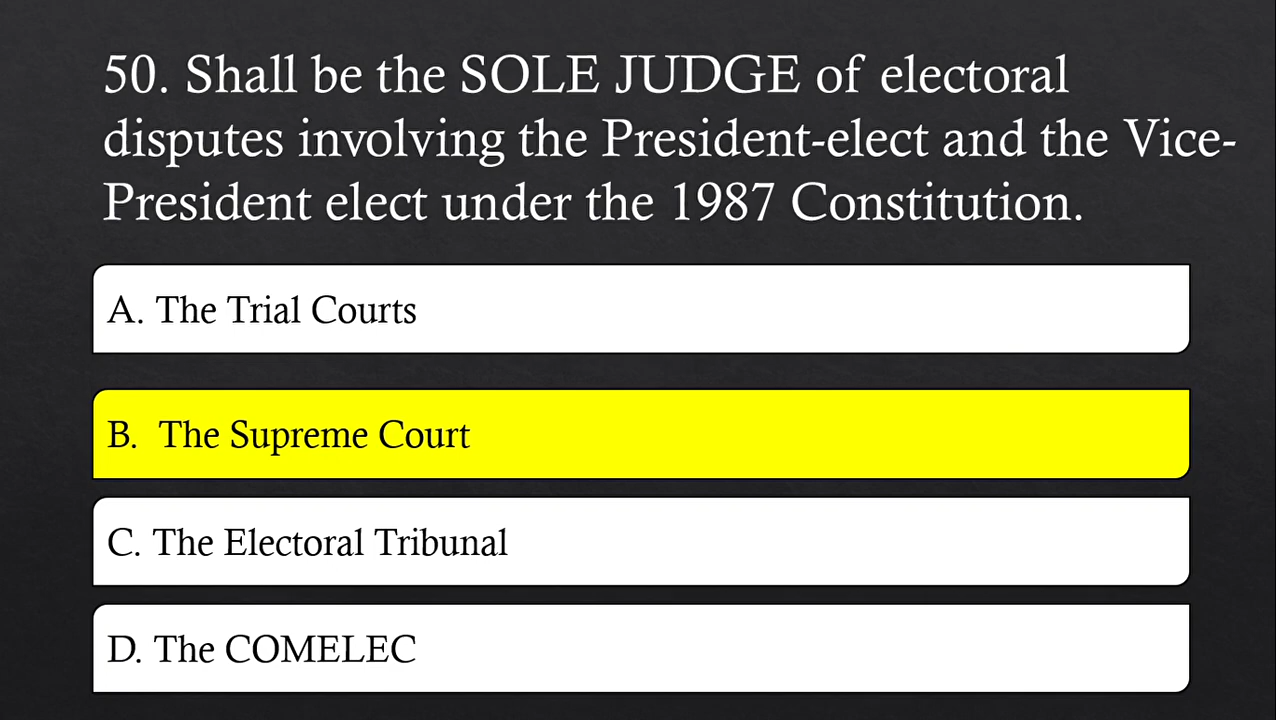 50. Shall be the SOLE JUDGE of electoral
disputes involving the President-elect and the Vice-
President elect under the 1987 Constitution.
A. The Trial Courts
B. The Supreme Court
C. The Electoral Tribunal
D. The COMELEC